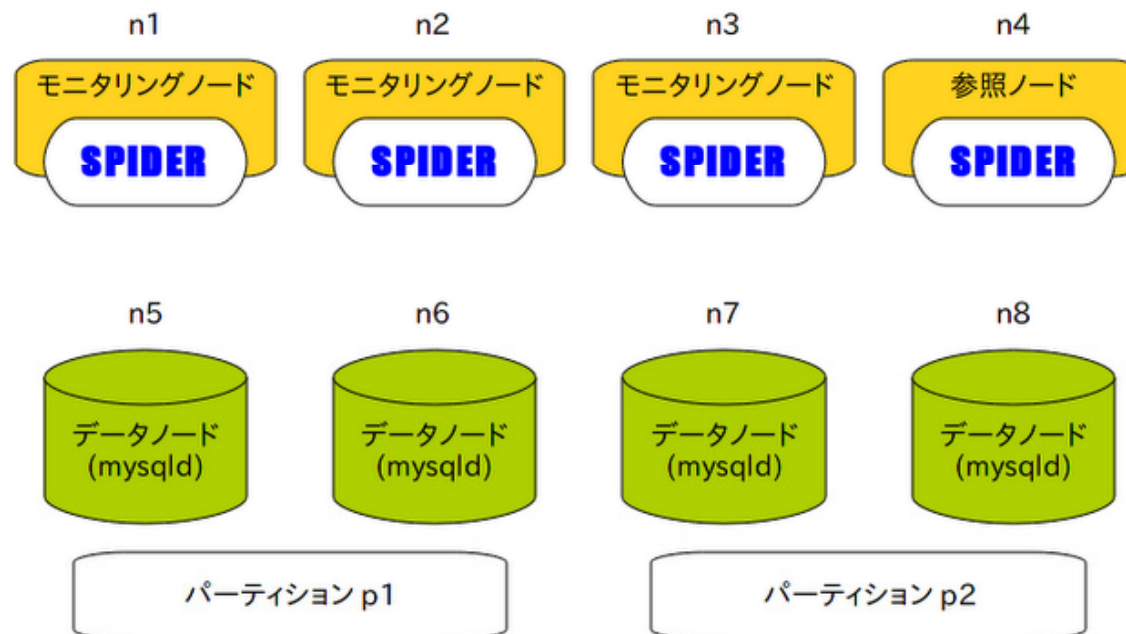 n1
n2
n3
n4
モニタリングノード
モニタリングノード
モニタリングノード
参照ノード
SPIDER
SPIDER
SPIDER
SPIDER
n5
n6
n7
n8
データノード
(mysqld)
データノード
(mysqld)
データノード
(mysqld)
データノード
(mysqld)
パーティション p1
パーティション p2